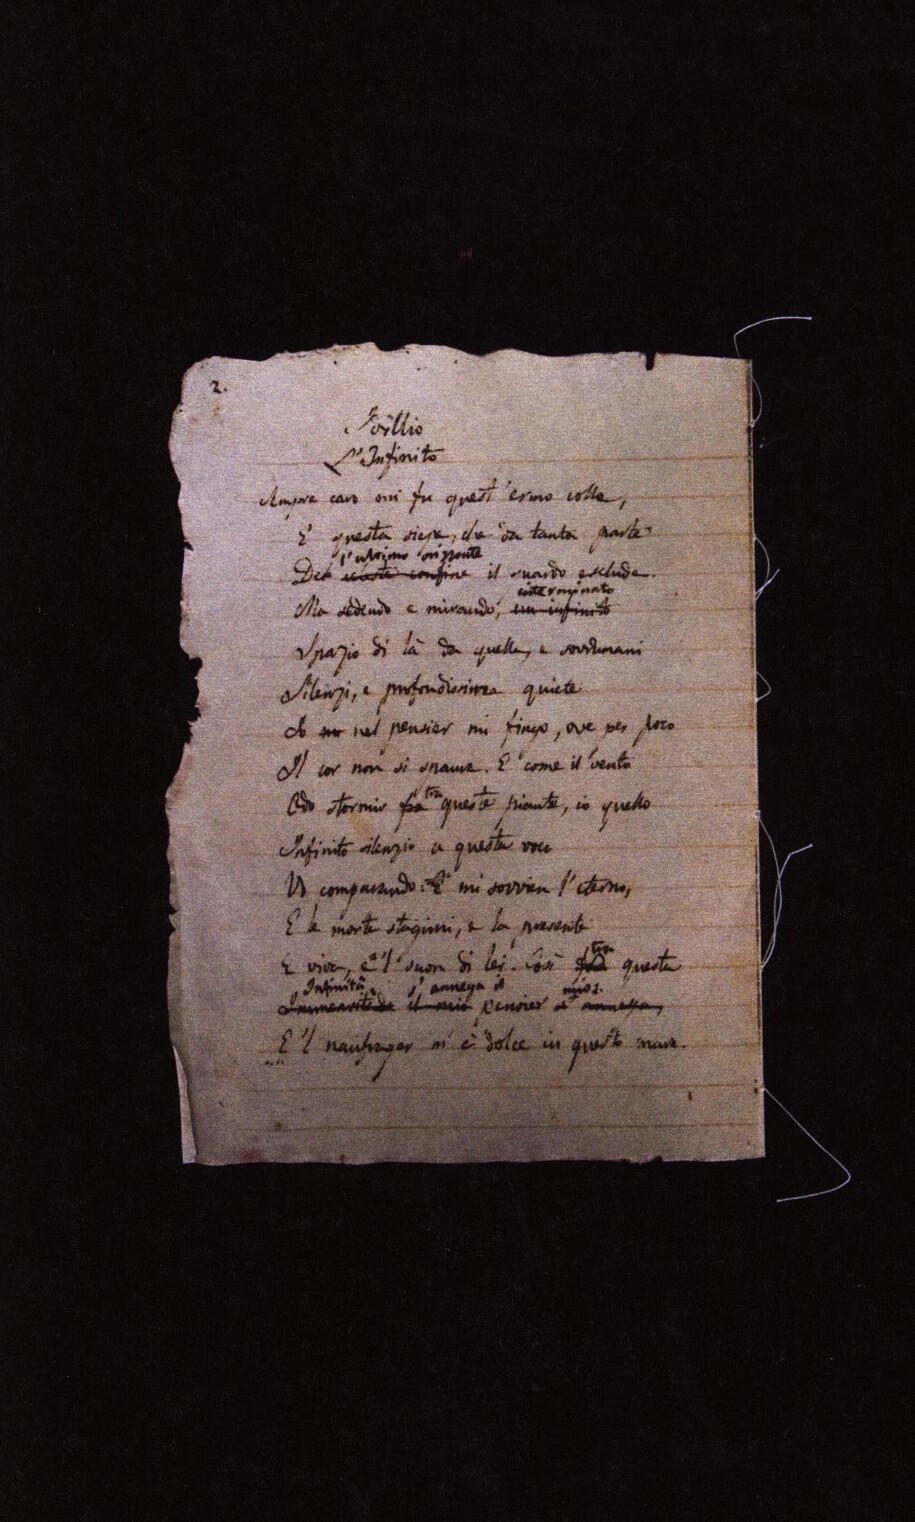 2.
Idillio
L'Infinito
Sempre caro mi fu quest'ermo colle,
E questa siepe, che da tanta parte
l'ultimo orizzonte
Del celeste confine il guardo esclude.
interminato
Ma sedendo e mirando, un infinito
Spazio di là da quella, e sovrumani
Silenzi, e profondissima quiete
Io nel pensier mi fingo, ove per poco
Il cor non si spaura. E come il vento
tra
Odo stormir fra queste piante, io quello
Infinito silenzio a questa voce
Vo comparando: E mi sovvien l'eterno,
E le morte stagioni, e la presente
tra
E viva, e 'l suon di lei. Così fra questa
Infinità s'annega il mio:
Immensitade il mio pensier s'annega,
E 'l naufragar m'è dolce in questo mare.